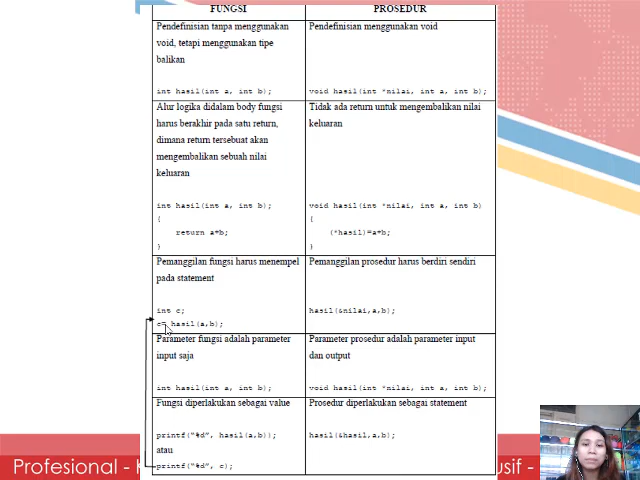 FUNGSI
PROSEDUR
Pendefinisian tanpa menggunakan
void, tetapi menggunakan tipe
balikan
int hasil(int a, int b);
Pendefinisian menggunakan void
void hasil(int *nilai, int a, int b);
Alur logika didalam body fungsi
harus berakhir pada satu return,
dimana return tersebuat akan
mengembalikan sebuah nilai
keluaran
int hasil(int a, int b);
{
return a+b;
}
Tidak ada return untuk mengembalikan nilai
keluaran
void hasil(int *nilai, int a, int b)
{
(*hasil)=a+b;
}
Pemanggilan fungsi harus menempel
pada statement
int c;
c= hasil(a,b);
Pemanggilan prosedur harus berdiri sendiri
hasil(&nilai,a,b);
Parameter fungsi adalah parameter
input saja
int hasil(int a, int b);
Parameter prosedur adalah parameter input
dan output
void hasil(int *nilai, int a, int b);
Fungsi diperlakukan sebagai value
printf("%d", hasil(a,b));
atau
printf("%d", c);
Prosedur diperlakukan sebagai statement
hasil(&hasil,a,b);
Profesional -
usif -